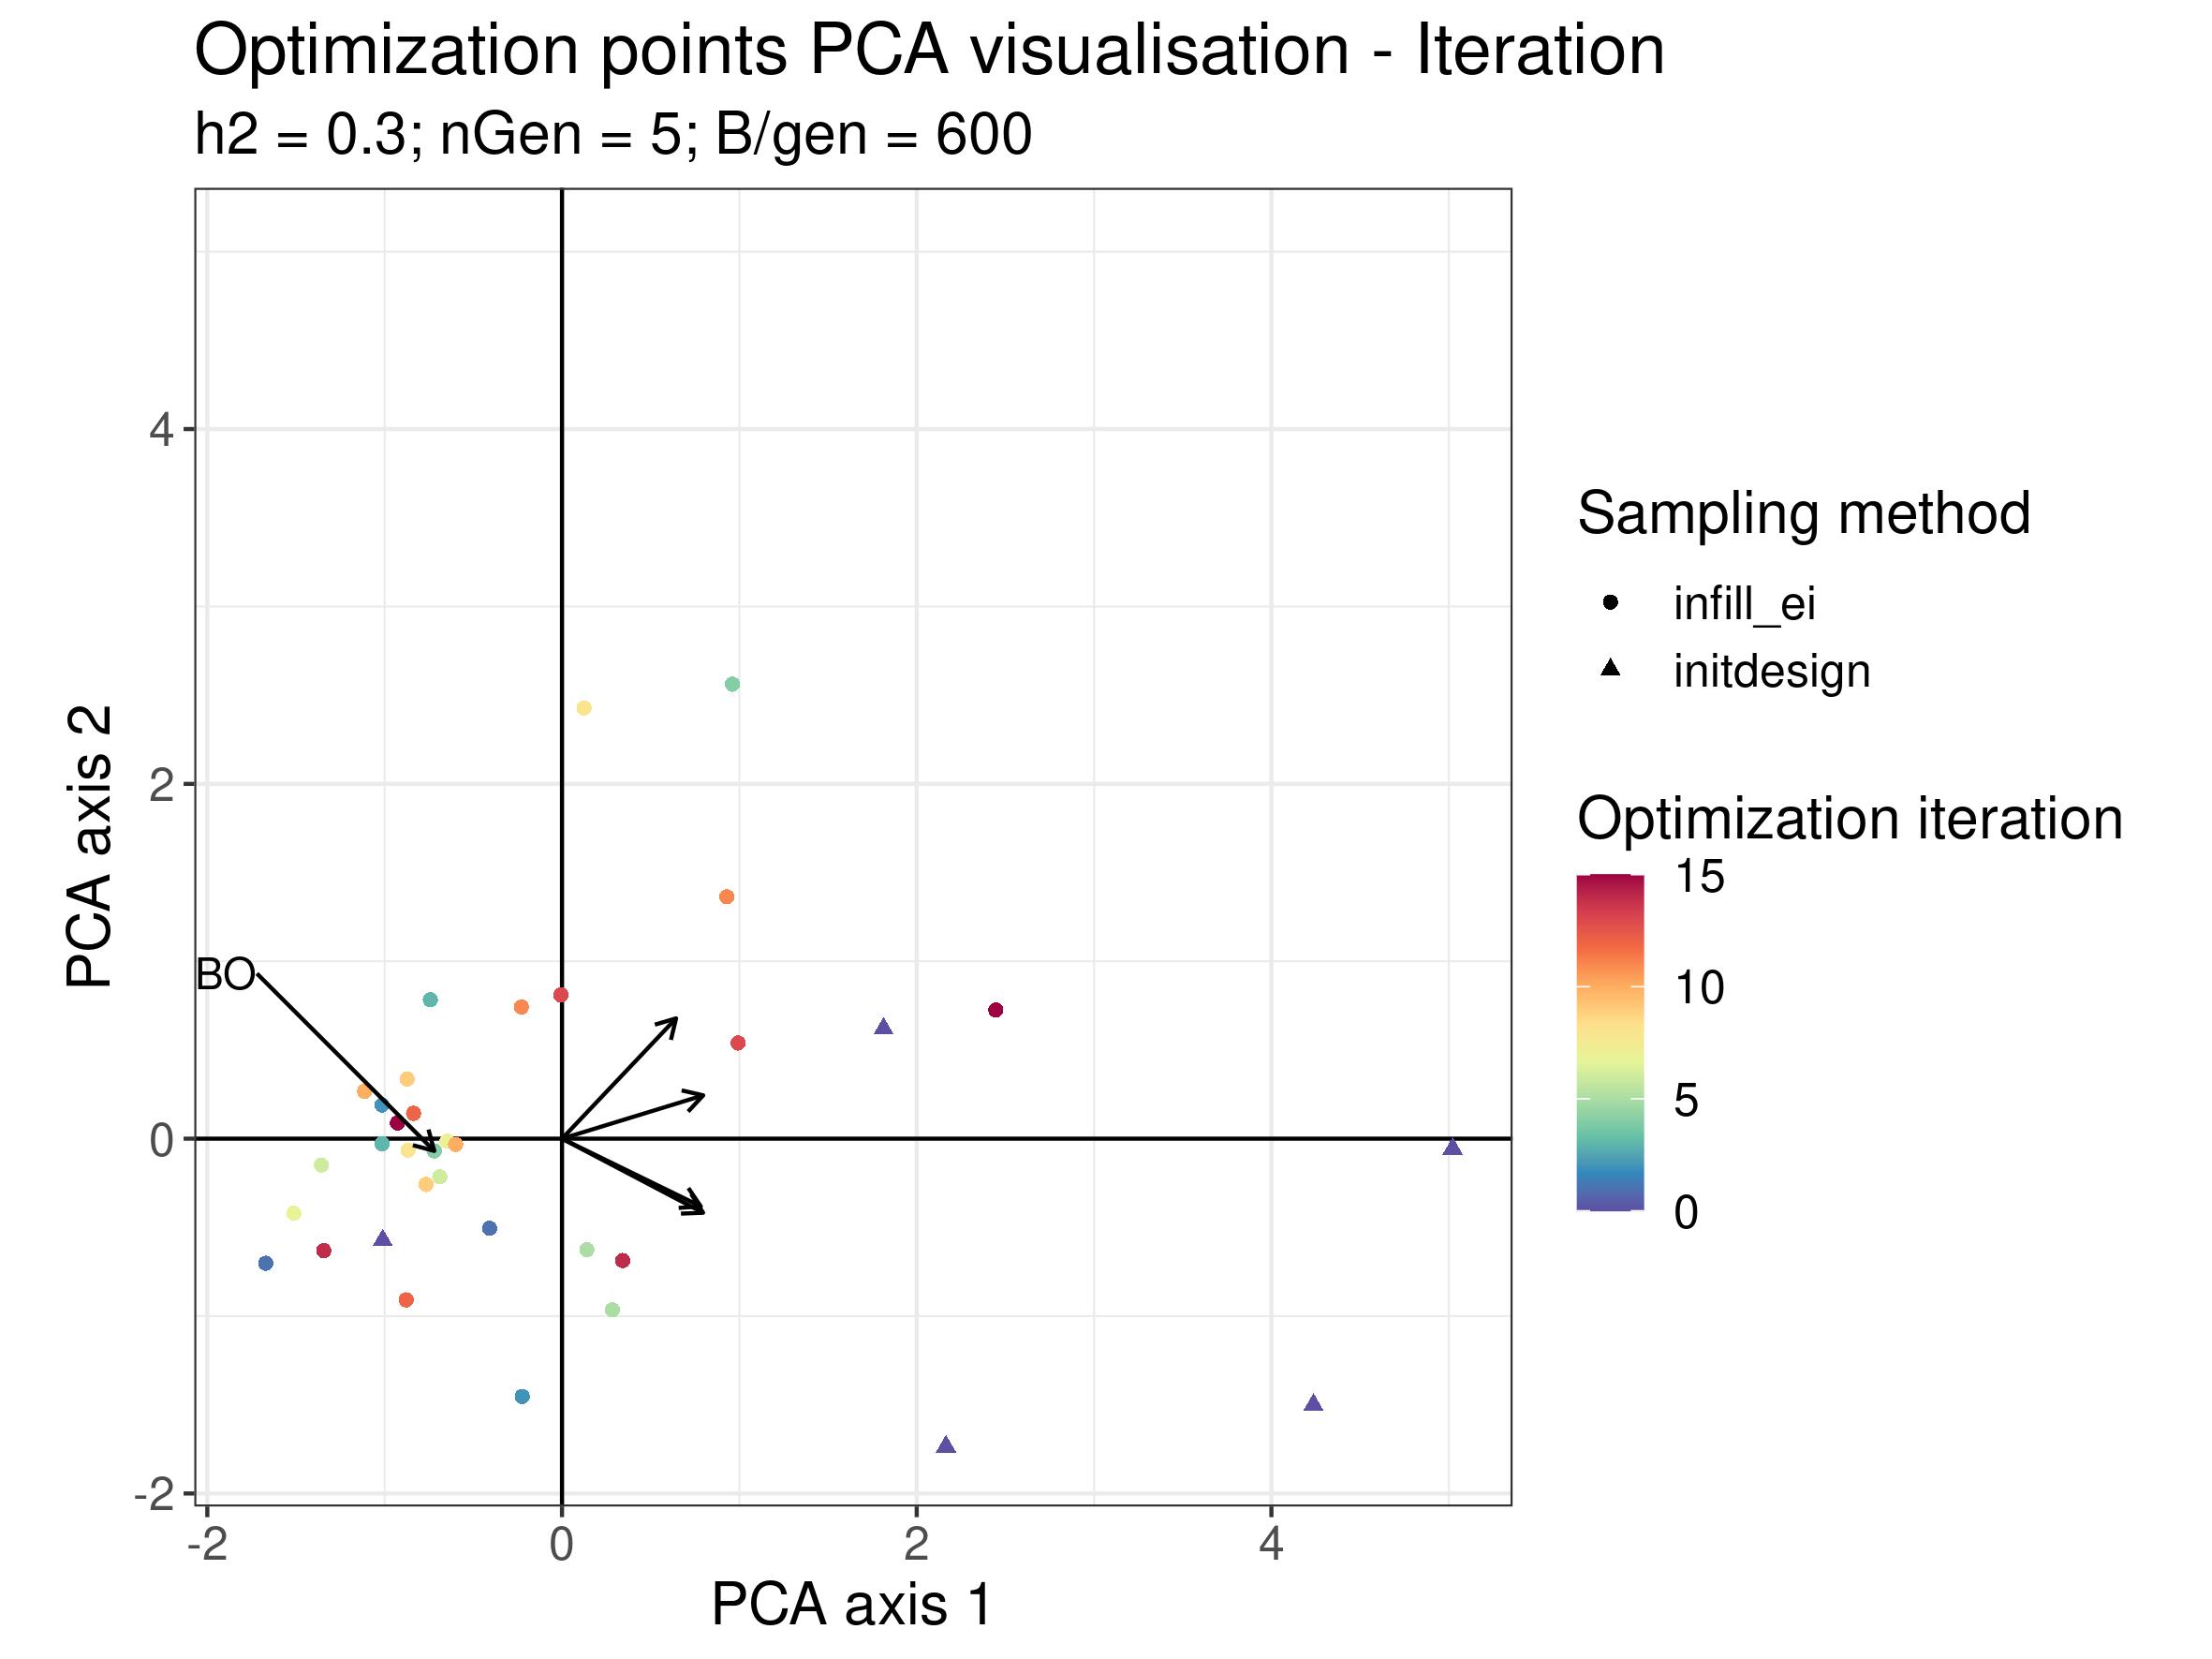 Optimization points PCA visualisation - Iteration
h2 = 0.3; nGen = 5; B/gen = 600
PCA axis 2
4
2
0
-2
BO
-2
0
2
4
PCA axis 1
Sampling method
infill_ei
initdesign
Optimization iteration
15
10
5
0